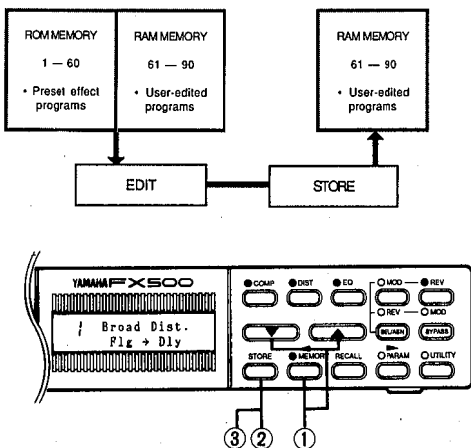 ROM MEMORY
1 — 60
• Preset effect
programs
RAM MEMORY
61 — 90
• User-edited
programs
RAM MEMORY
61 — 90
• User-edited
programs
EDIT
STORE
YAMAHA FX500
1 Broad Dist.
Flg → Dly
COMP DIST EQ MOD REV
REV MOD
SEL/ASN BYPASS
STORE MEMORY RECALL PARAM UTILITY
③ ② ①